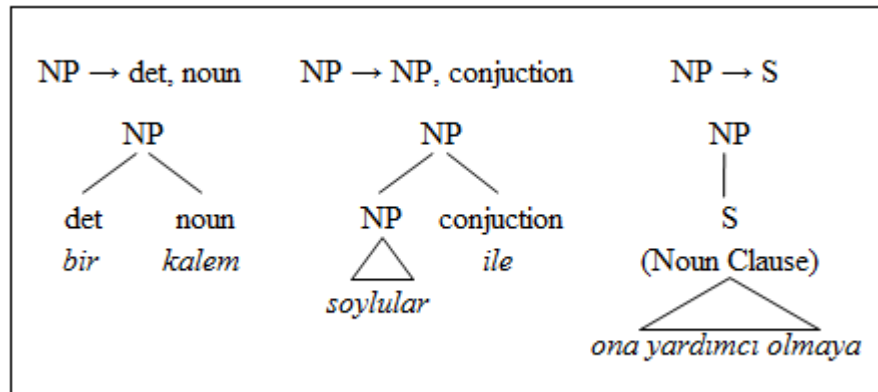 NP → det, noun
NP
det noun
bir kalem
NP → NP, conjuction
NP
NP conjuction
soylular ile
NP → S
NP
S
(Noun Clause)
ona yardımcı olmaya